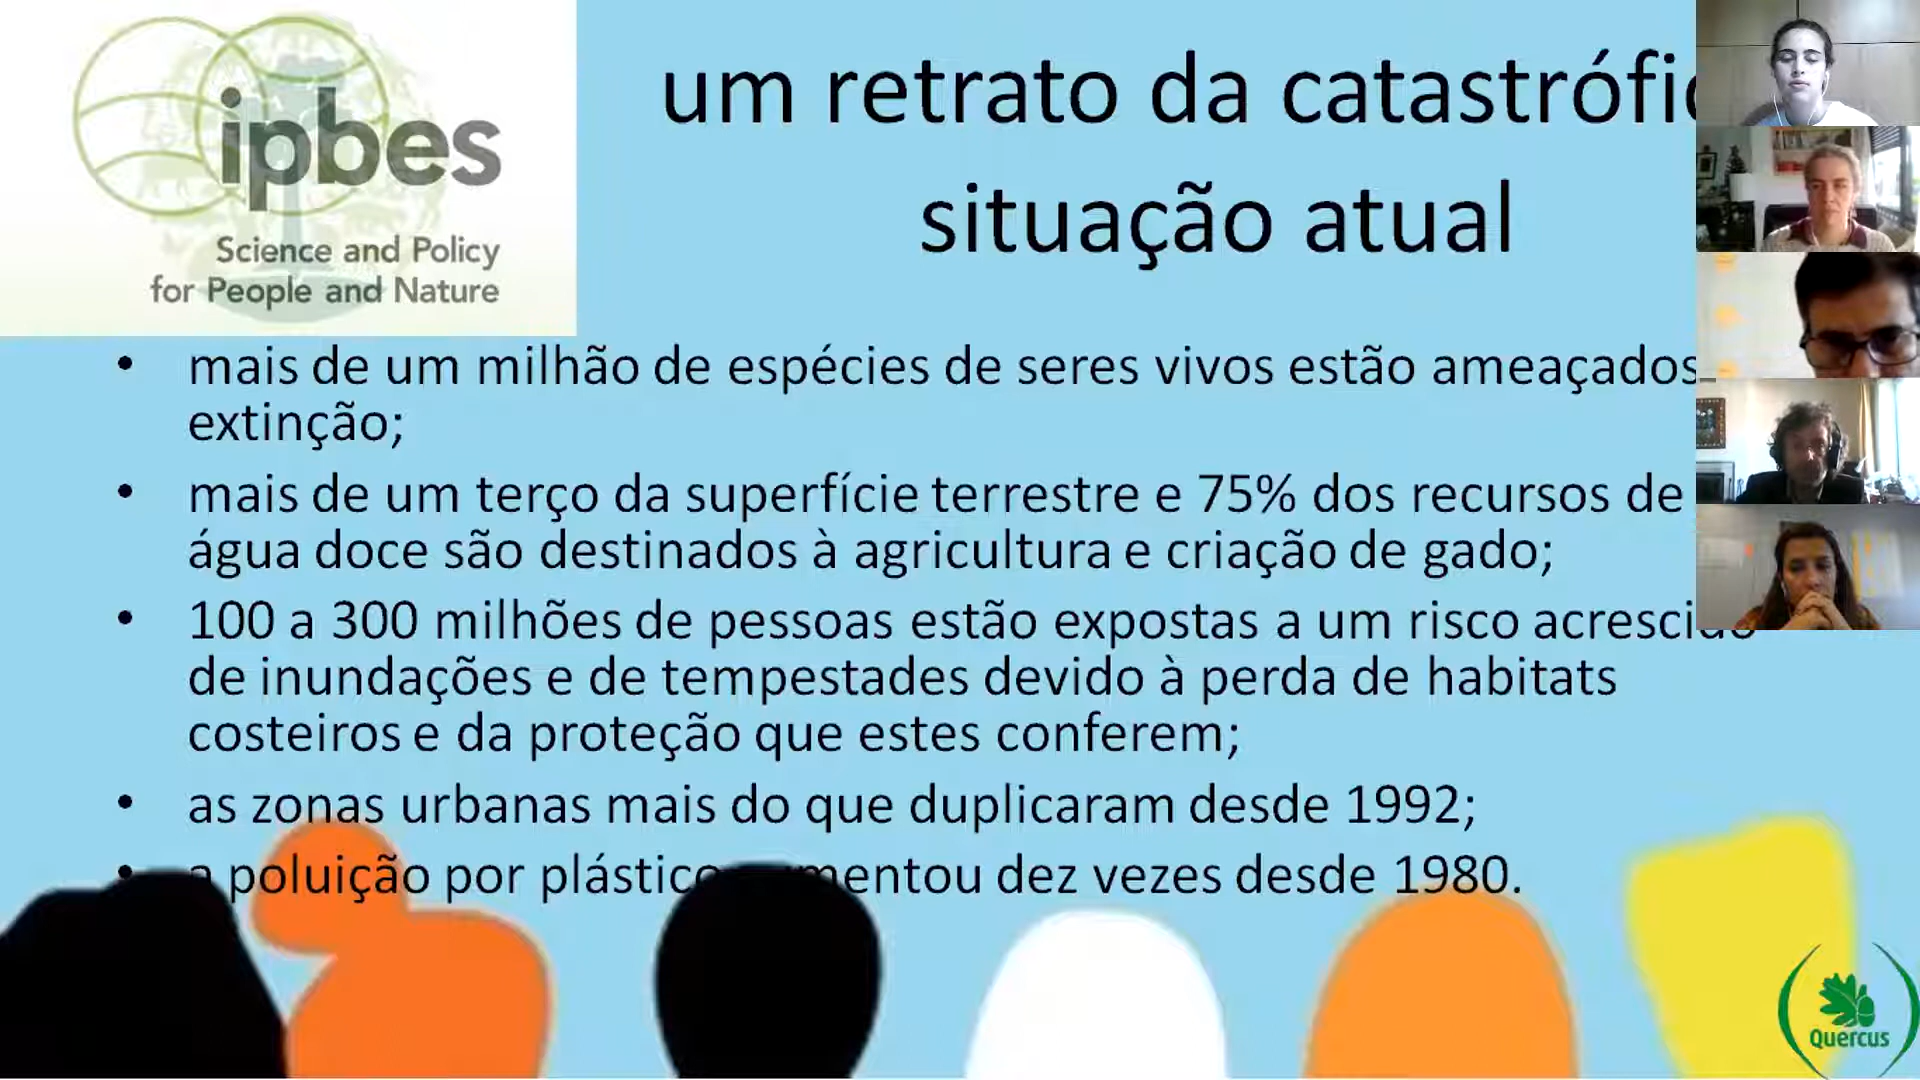 ipbes
Science and Policy
for People and Nature
um retrato da catastrófic
situação atual
• mais de um milhão de espécies de seres vivos estão ameaçados
extinção;
• mais de um terço da superfície terrestre e 75% dos recursos de
água doce são destinados à agricultura e criação de gado;
• 100 a 300 milhões de pessoas estão expostas a um risco acrescido
de inundações e de tempestades devido à perda de habitats
costeiros e da proteção que estes conferem;
• as zonas urbanas mais do que duplicaram desde 1992;
• a poluição por plástico aumentou dez vezes desde 1980.
Quercus